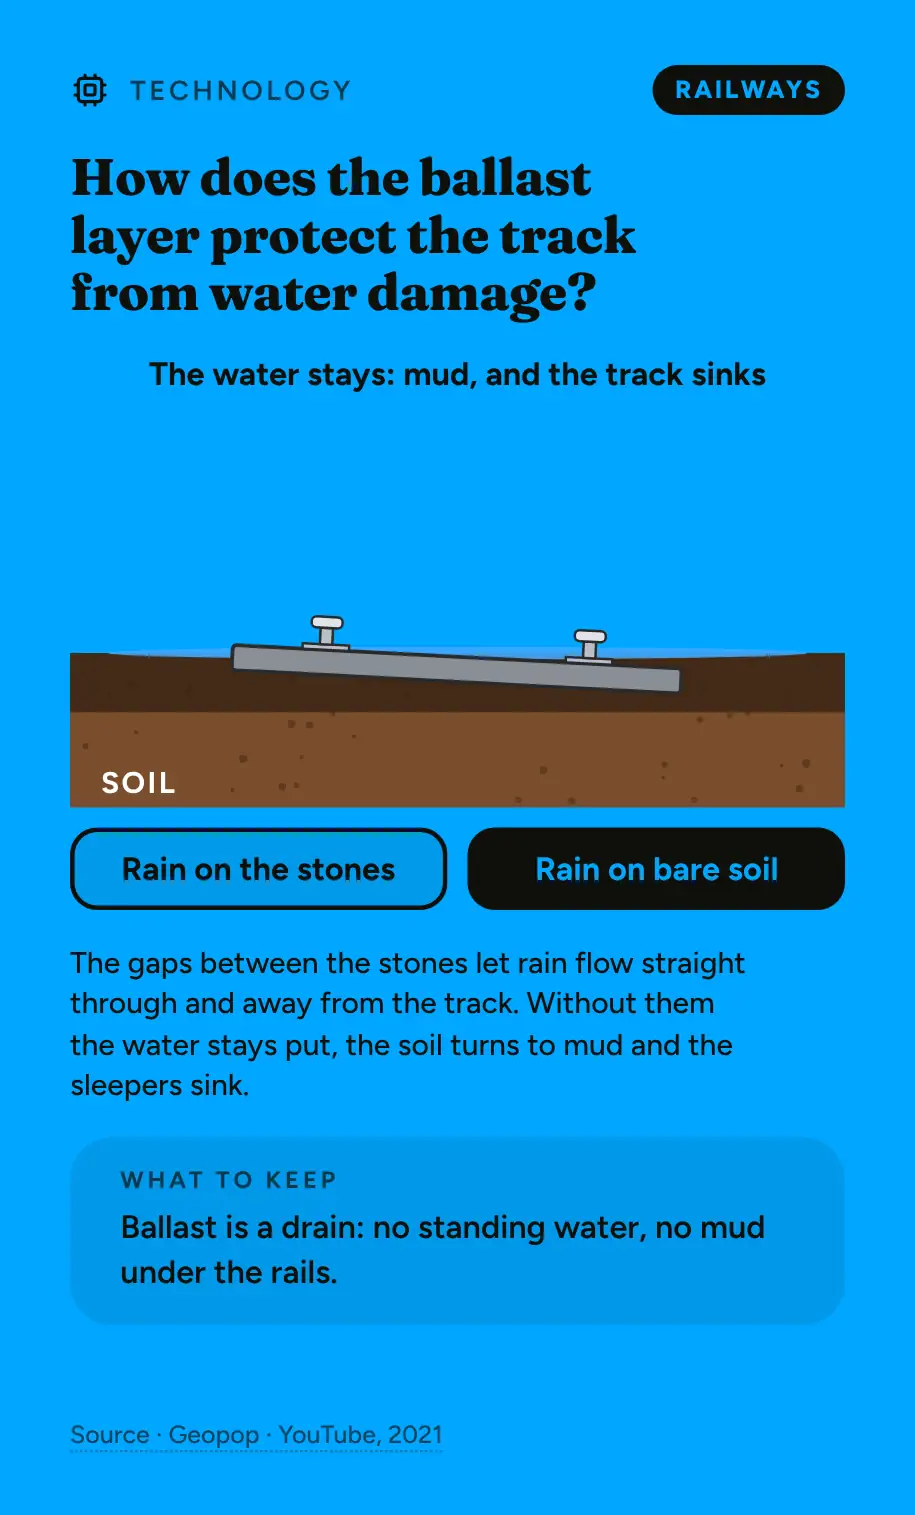 TECHNOLOGY
RAILWAYS
How does the ballast
layer protect the track
from water damage?
The water stays: mud, and the track sinks
SOIL
Rain on the stones
Rain on bare soil
The gaps between the stones let rain flow straight
through and away from the track. Without them
the water stays put, the soil turns to mud and the
sleepers sink.
WHAT TO KEEP
Ballast is a drain: no standing water, no mud
under the rails.
Source · Geopop · YouTube, 2021